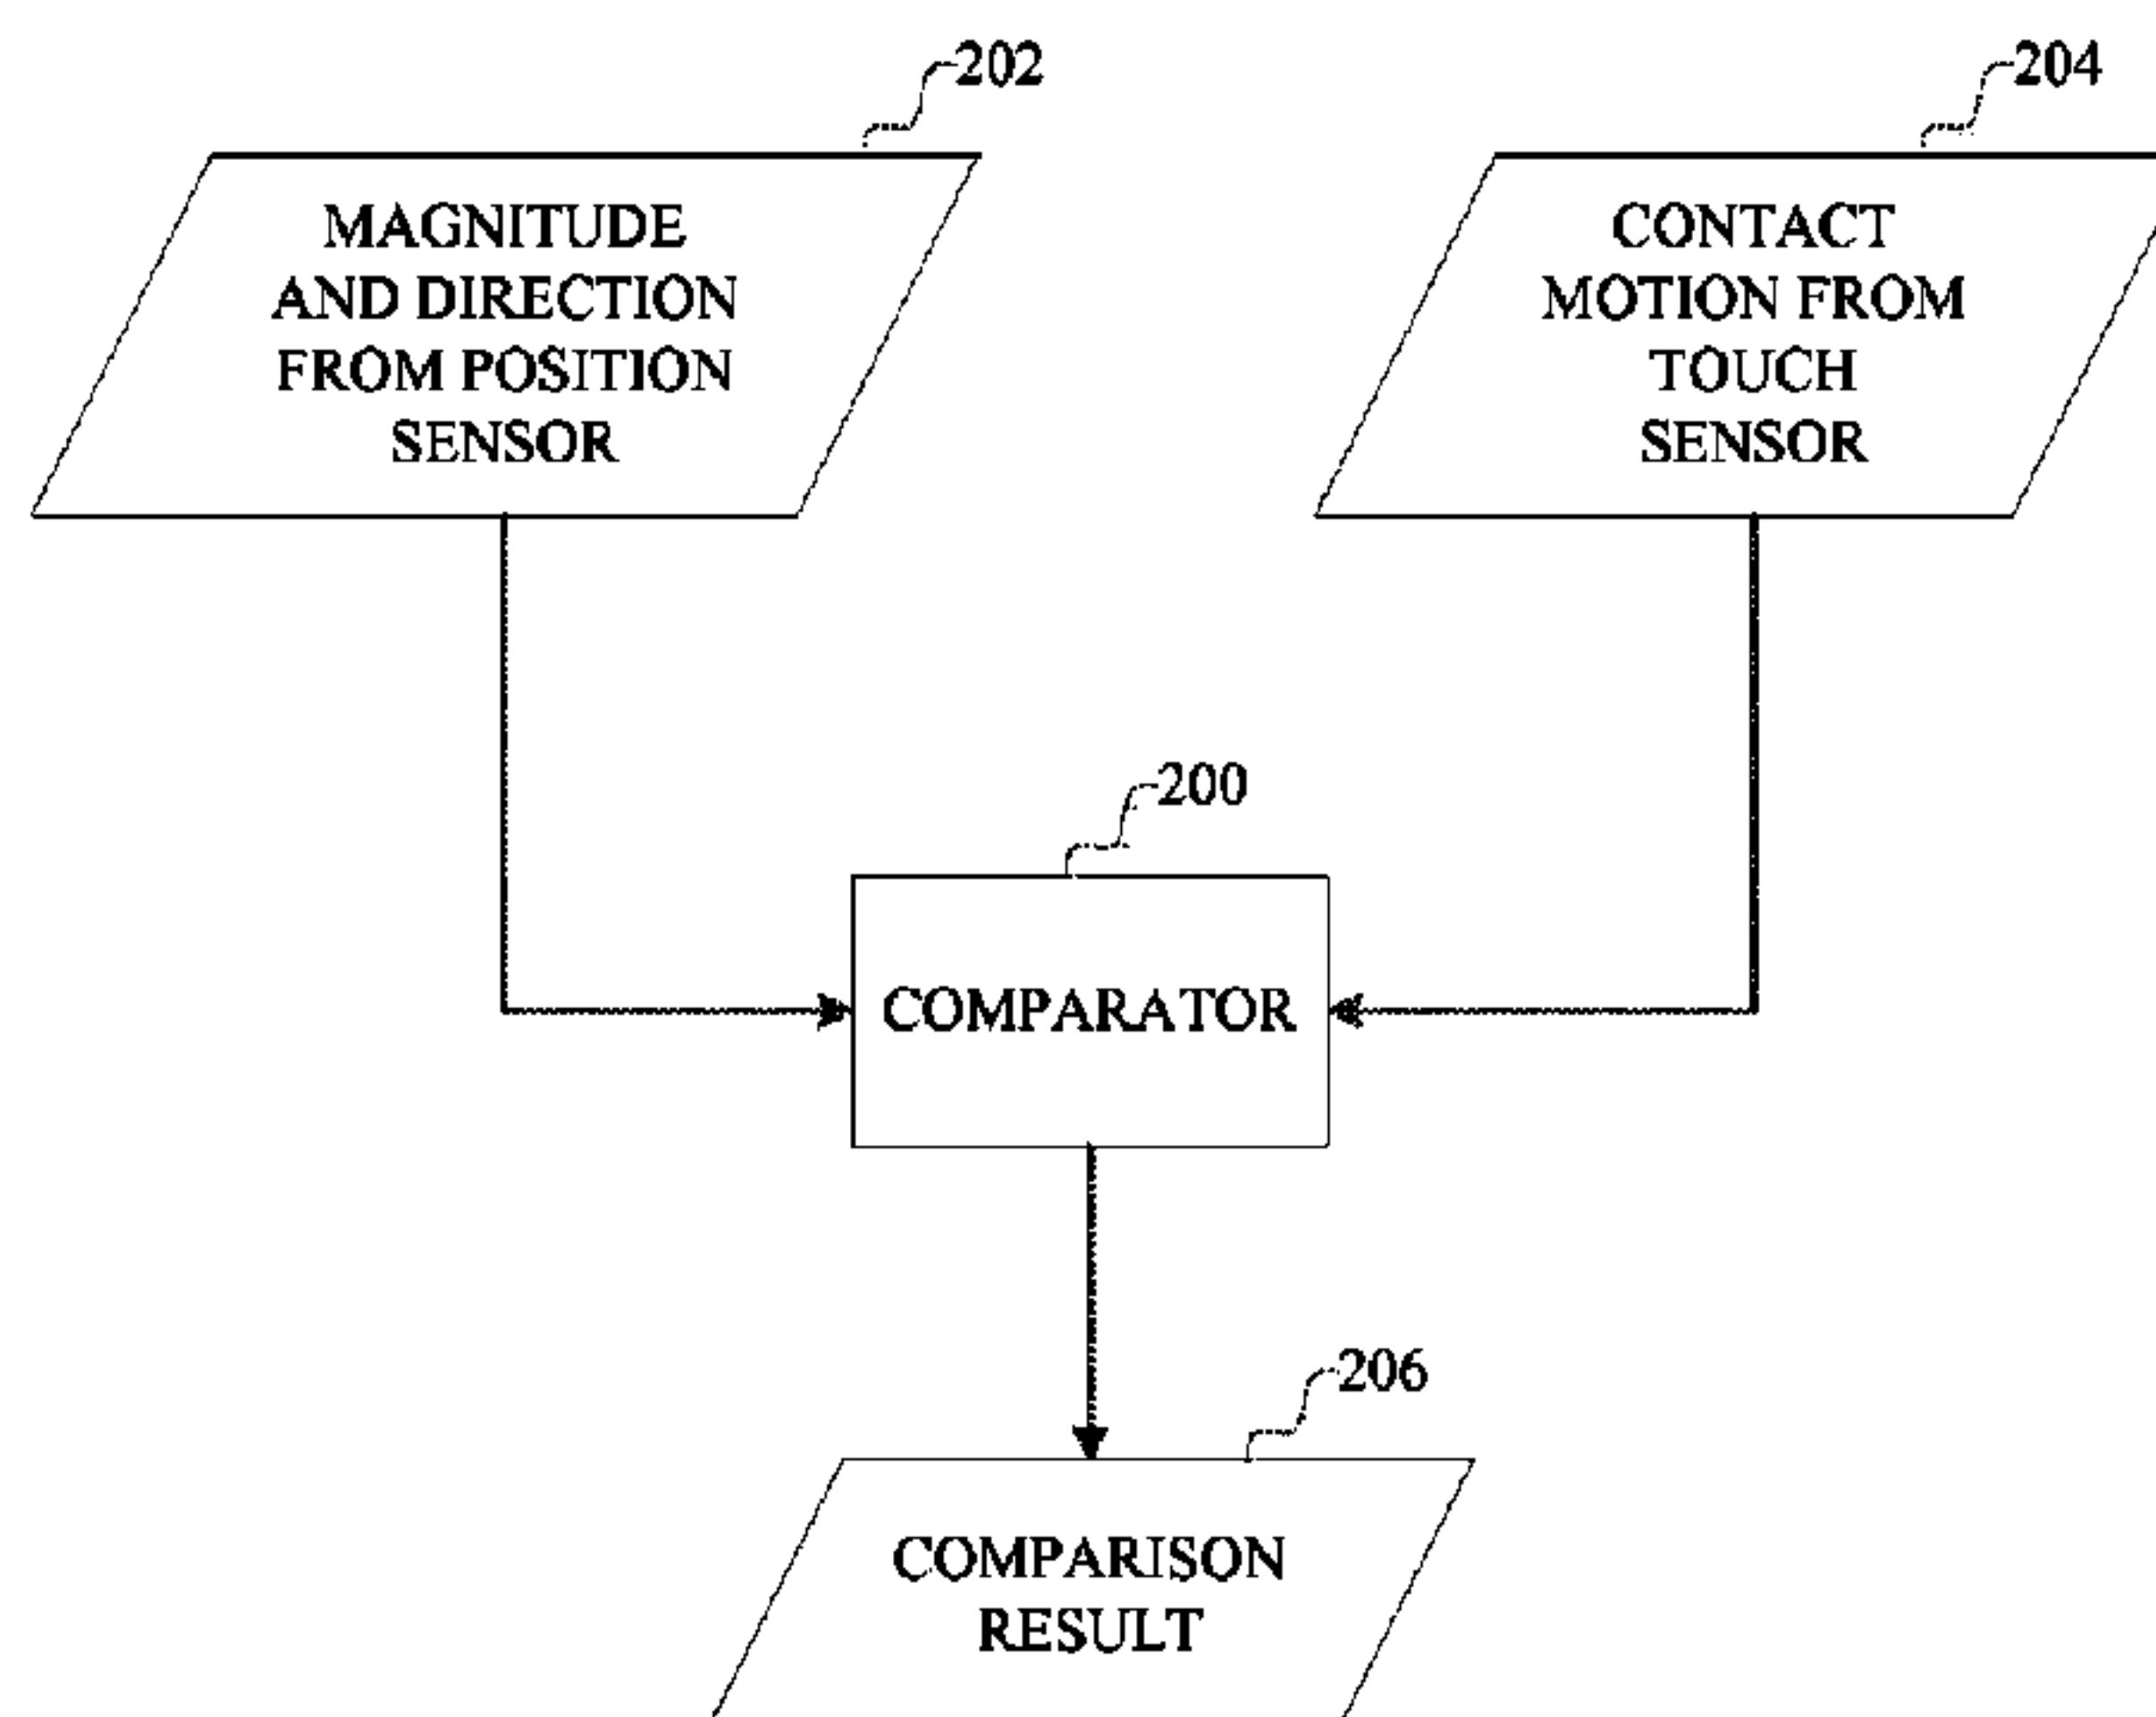 202
204
MAGNITUDE
AND DIRECTION
FROM POSITION
SENSOR
CONTACT
MOTION FROM
TOUCH
SENSOR
200
COMPARATOR
206
COMPARISON
RESULT